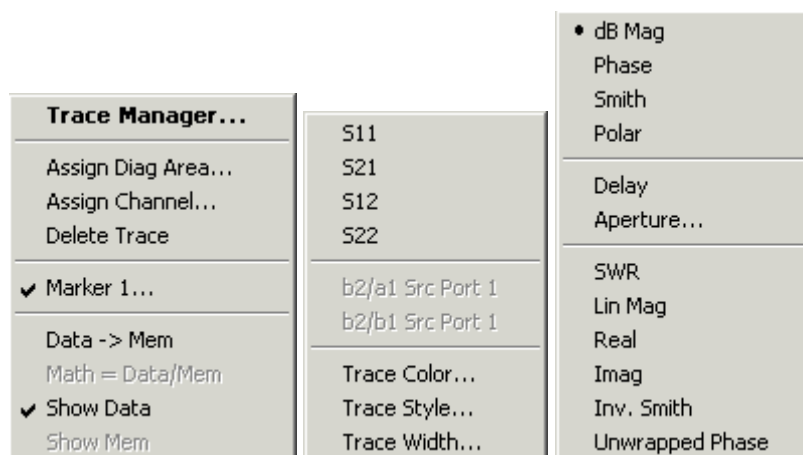 Trace Manager...
Assign Diag Area...
Assign Channel...
Delete Trace
Marker 1...
Data -> Mem
Math = Data/Mem
Show Data
Show Mem
S11
S21
S12
S22
b2/a1 Src Port 1
b2/b1 Src Port 1
Trace Color...
Trace Style...
Trace Width...
dB Mag
Phase
Smith
Polar
Delay
Aperture...
SWR
Lin Mag
Real
Imag
Inv. Smith
Unwrapped Phase